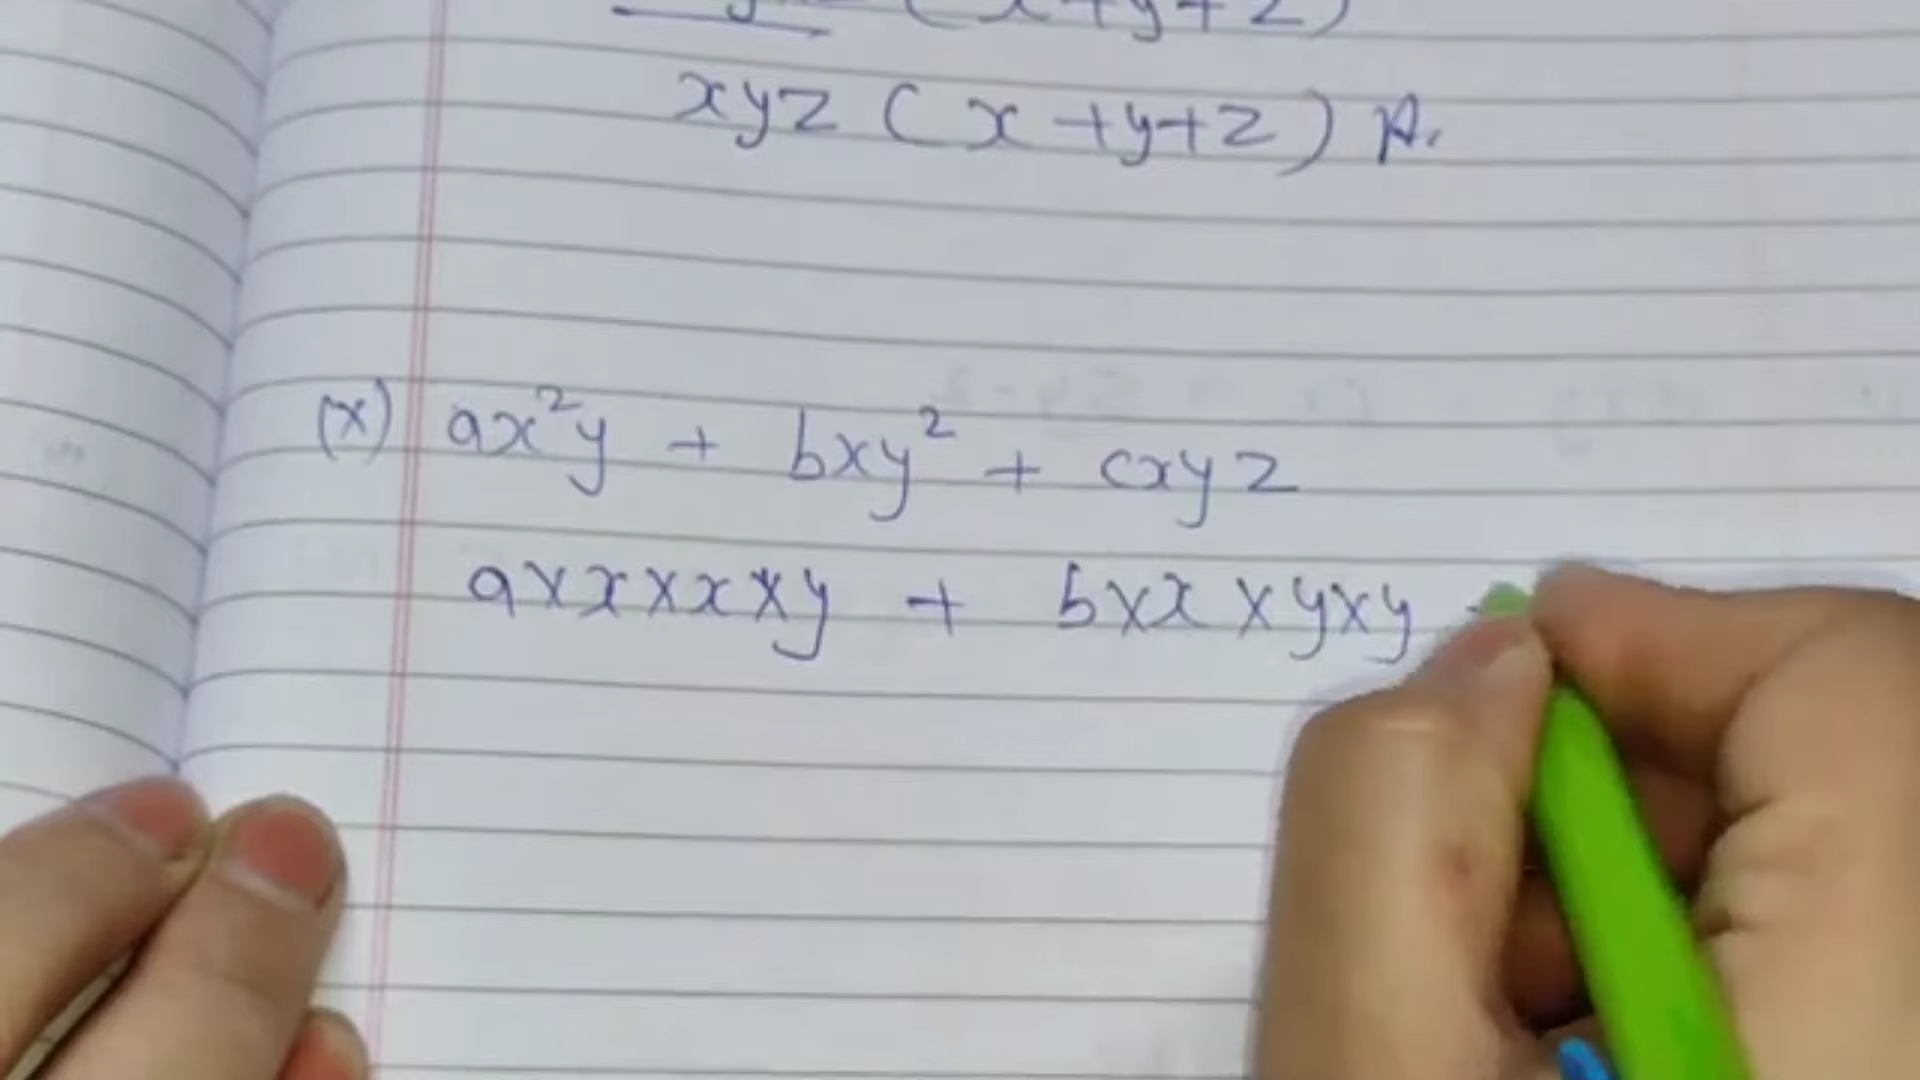 (x+y+z)
xyz (x+y+z) A.
(x) ax²y + bxy² + cxyz
a×x×x×y + b×x×y×y